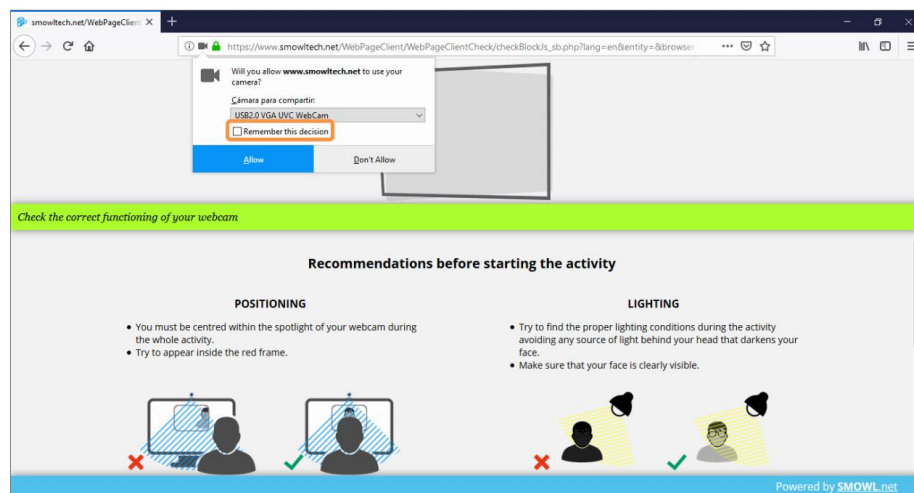 smowltech.net/WebPageClient
https://www.smowltech.net/WebPageClient/WebPageClientCheck/checkBlockJs_sb.php?lang=en&entity=&browser
Will you allow www.smowltech.net to use your
camera?
Cámara para compartir:
USB2.0 VGA UVC WebCam
Remember this decision
Allow
Don't Allow
Check the correct functioning of your webcam
Recommendations before starting the activity
POSITIONING
• You must be centred within the spotlight of your webcam during
the whole activity.
• Try to appear inside the red frame.
LIGHTING
• Try to find the proper lighting conditions during the activity
avoiding any source of light behind your head that darkens your
face.
• Make sure that your face is clearly visible.
Powered by SMOWL.net